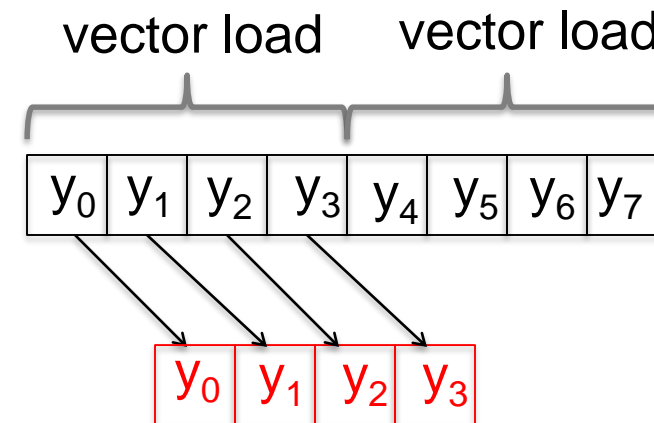 vector load vector load
y₀ y₁ y₂ y₃ y₄ y₅ y₆ y₇
y₀ y₁ y₂ y₃